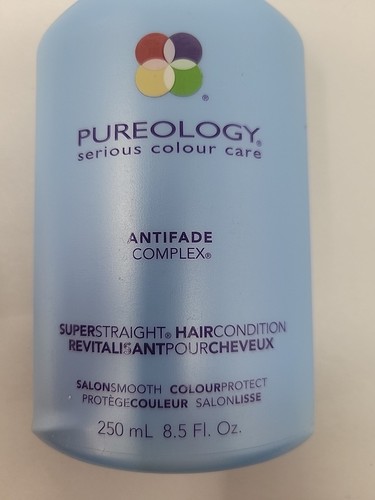 PUREOLOGY®
serious colour care
ANTIFADE
COMPLEX®
SUPERSTRAIGHT® HAIRCONDITION
REVITALISANTPOURCHEVEUX
SALONSMOOTH COLOURPROTECT
PROTÈGECOULEUR SALONLISSE
250 mL 8.5 Fl. Oz.